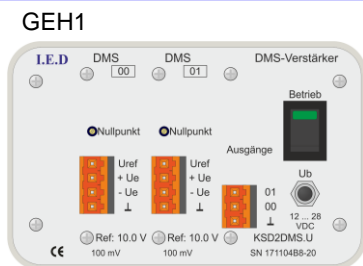 GEH1
I.E.D DMS DMS DMS-Verstärker
00 01
Betrieb
Nullpunkt Nullpunkt
Ausgänge
Uref Uref
+ Ue + Ue
- Ue - Ue
⊥ ⊥
Ub
01
00
⊥
12 ... 28
VDC
Ref: 10.0 V Ref: 10.0 V KSD2DMS.U
CE 100 mV 100 mV SN 171104B8-20